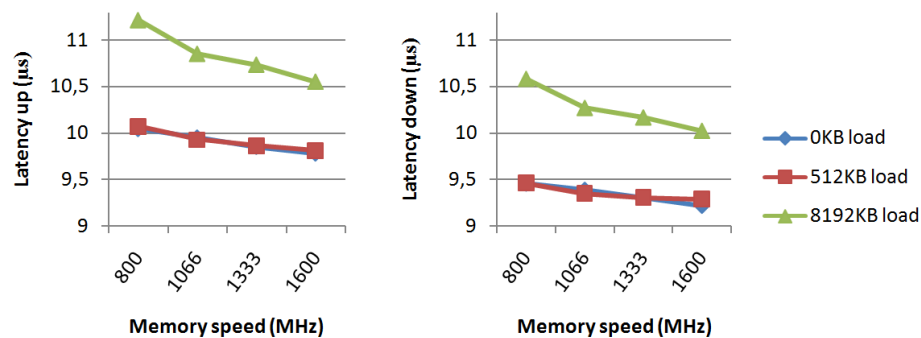 Latency up (µs)
11
10,5
10
9,5
9
800
1066
1333
1600
Memory speed (MHz)
Latency down (µs)
11
10,5
10
9,5
9
800
1066
1333
1600
Memory speed (MHz)
0KB load
512KB load
8192KB load